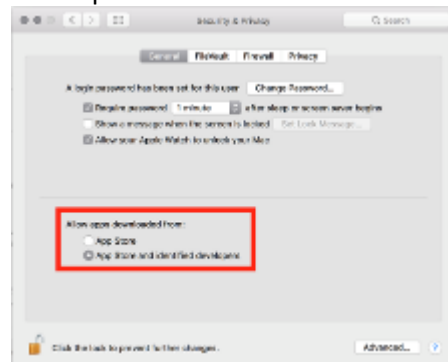 Security & Privacy
Search
General FileVault Firewall Privacy
A login password has been set for this user Change Password...
Require password 1 minute after sleep or screen saver begins
Show a message when the screen is locked Set Lock Message...
Allow your Apple Watch to unlock your Mac
Allow apps downloaded from:
App Store
App Store and identified developers
Click the lock to prevent further changes.
Advanced...
?